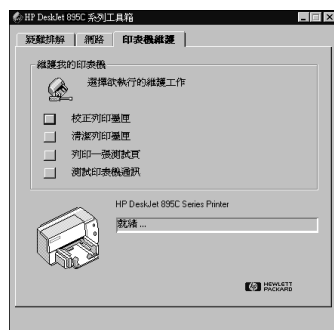 HP DeskJet 895C 系列工具箱
疑難排解 網路 印表機維護
維護我的印表機
選擇欲執行的維護工作
校正列印墨匣
清潔列印墨匣
列印一張測試頁
測試印表機通訊
HP DeskJet 895C Series Printer
就緒 ...
hp HEWLETT PACKARD